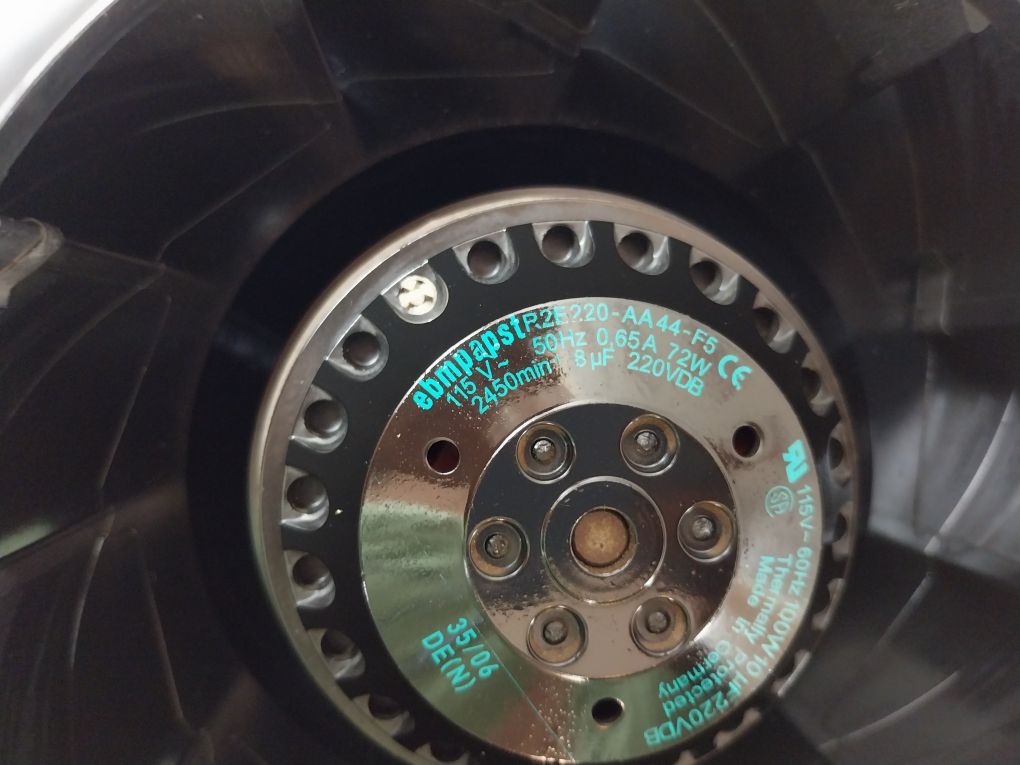 ebmpapst R2E220-AA44-F5
115 V~ 50Hz 0,65A 72W CE
2450min⁻¹ 8µF 220VDB
115V~ 60Hz 100W 10µF 220VDB
Thermally Protected
Made in Germany
35/06
DE(N)